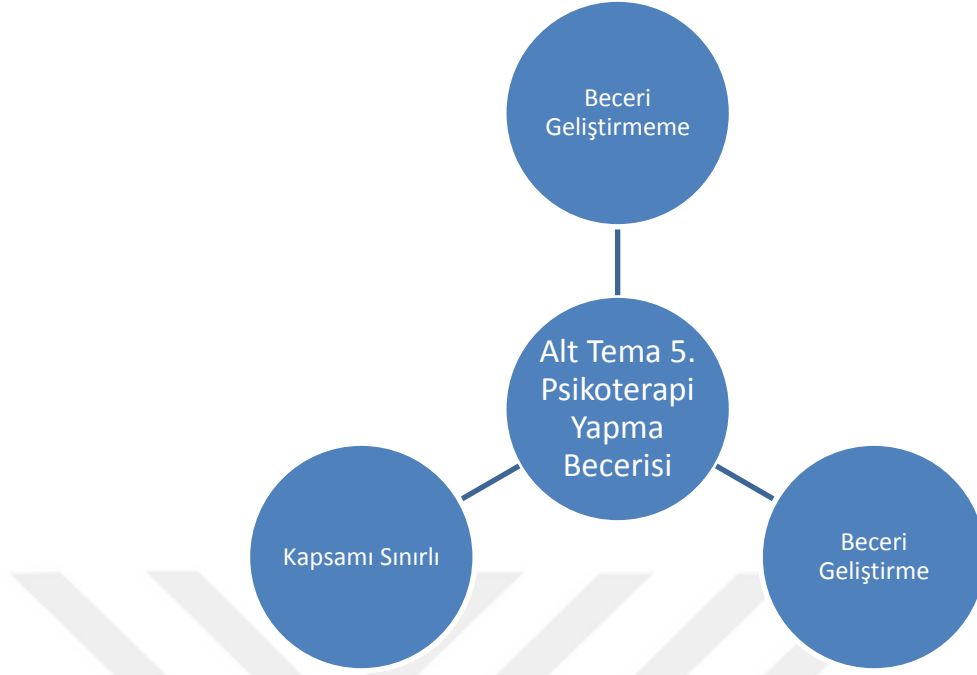 Beceri
Geliştirmeme
Alt Tema 5.
Psikoterapi
Yapma
Becerisi
Kapsamı Sınırlı
Beceri
Geliştirme